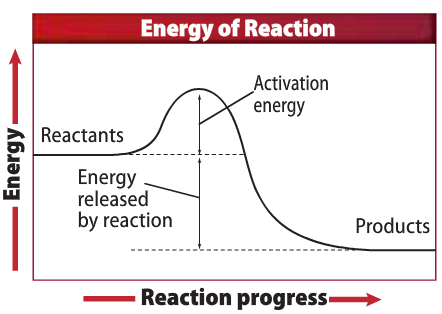 Energy of Reaction
Activation
energy
Reactants
Energy
released
by reaction
Products
Energy
Reaction progress